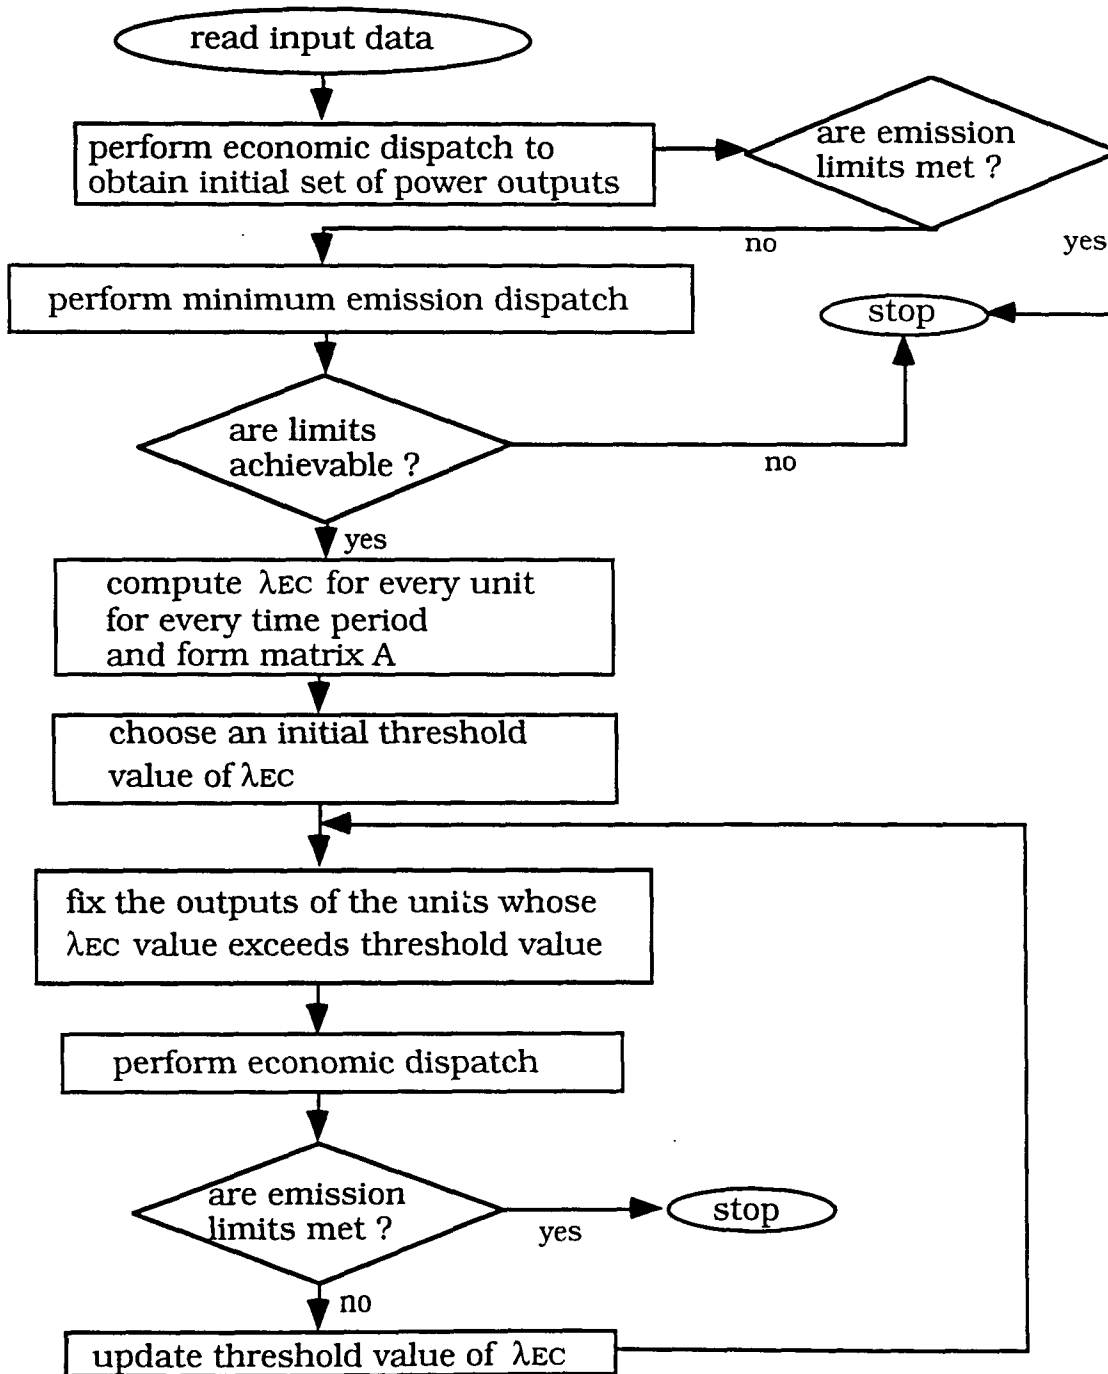 read input data
perform economic dispatch to
obtain initial set of power outputs
are emission
limits met ?
no
yes
perform minimum emission dispatch
stop
are limits
achievable ?
no
yes
compute λEC for every unit
for every time period
and form matrix A
choose an initial threshold
value of λEC
fix the outputs of the units whose
λEC value exceeds threshold value
perform economic dispatch
are emission
limits met ?
yes
stop
no
update threshold value of λEC